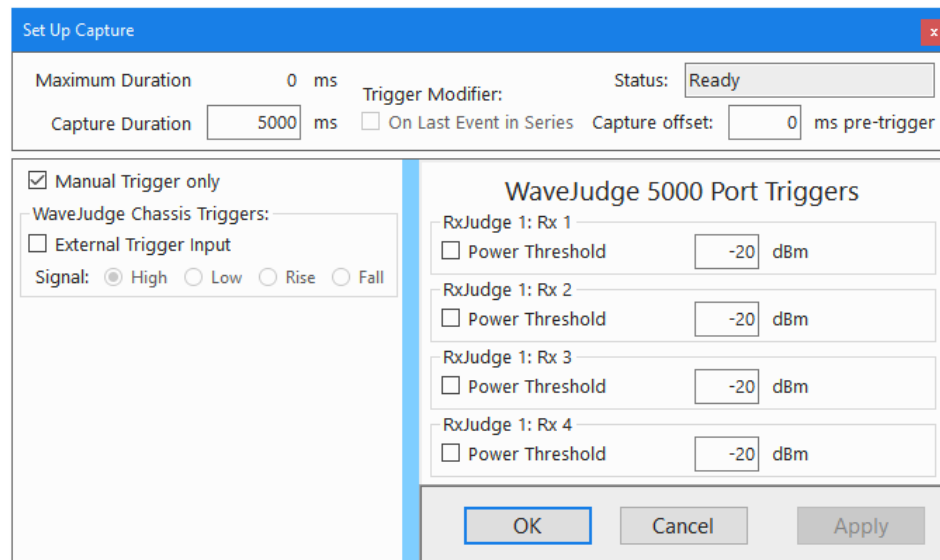 Set Up Capture
x
Maximum Duration 0 ms
Capture Duration 5000 ms
Trigger Modifier:
On Last Event in Series
Status: Ready
Capture offset: 0 ms pre-trigger
Manual Trigger only
WaveJudge Chassis Triggers:
External Trigger Input
Signal: High Low Rise Fall
WaveJudge 5000 Port Triggers
RxJudge 1: Rx 1
Power Threshold -20 dBm
RxJudge 1: Rx 2
Power Threshold -20 dBm
RxJudge 1: Rx 3
Power Threshold -20 dBm
RxJudge 1: Rx 4
Power Threshold -20 dBm
OK Cancel Apply